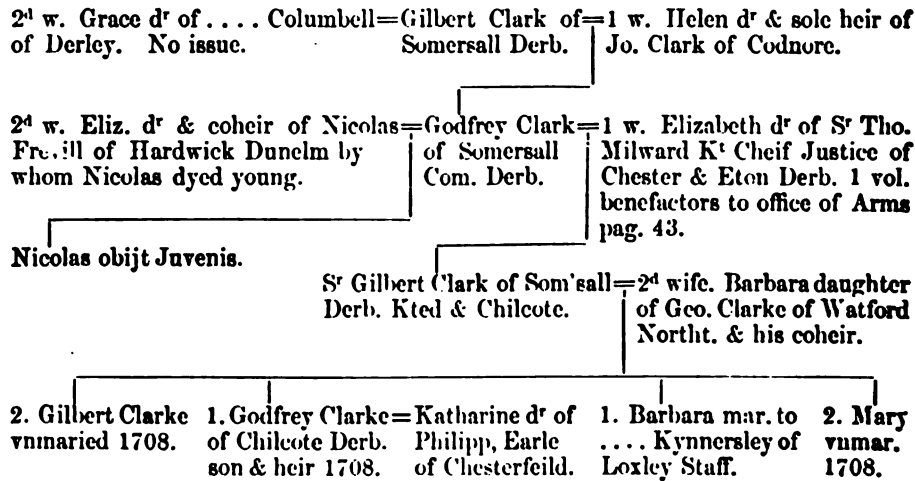 2ᵈ w. Grace dʳ of .... Columbell=Gilbert Clark of=1 w. Helen dʳ & sole heir of
of Derley. No issue. Somersall Derb. Jo. Clark of Codnore.
2ᵈ w. Eliz. dʳ & coheir of Nicolas=Godfrey Clark=1 w. Elizabeth dʳ of Sʳ Tho.
of Hardwick Dunelm by of Somersall Milward Kᵗ Cheif Justice of
whom Nicolas dyed young. Com. Derb. Chester & Eton Derb. 1 vol.
benefactors to office of Arms
pag. 43.
Nicolas obijt Juvenis.
Sʳ Gilbert Clark of Som'sall=2ᵈ wife. Barbara daughter
Derb. Kted & Chilcote. of Geo. Clarke of Watford
Northt. & his coheir.
2. Gilbert Clarke 1. Godfrey Clarke=Katharine dʳ of 1. Barbara mar. to 2. Mary
vnmaried 1708. of Chilcote Derb. Philipp, Earle .... Kynnersley of vnmar.
son & heir 1708. of Chesterfeild. Loxley Staff. 1708.